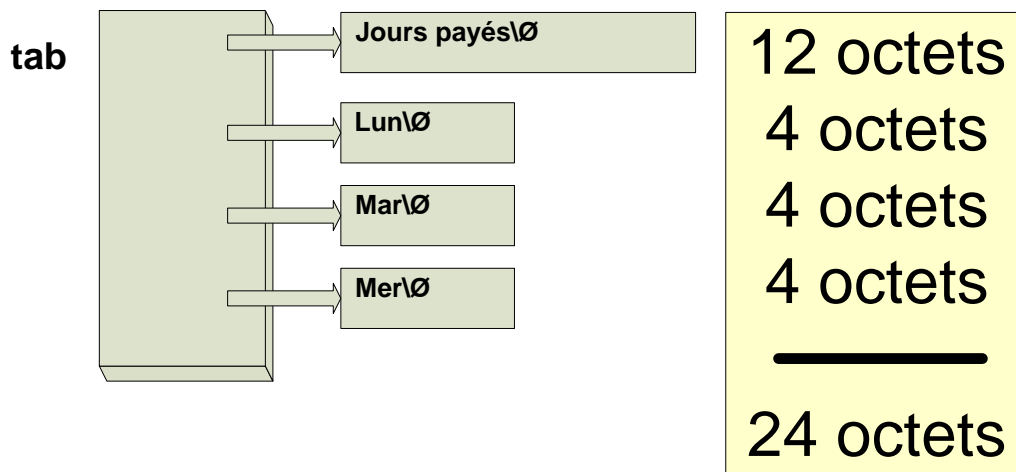 tab
Jours payés\Ø
Lun\Ø
Mar\Ø
Mer\Ø
12 octets
4 octets
4 octets
4 octets
24 octets